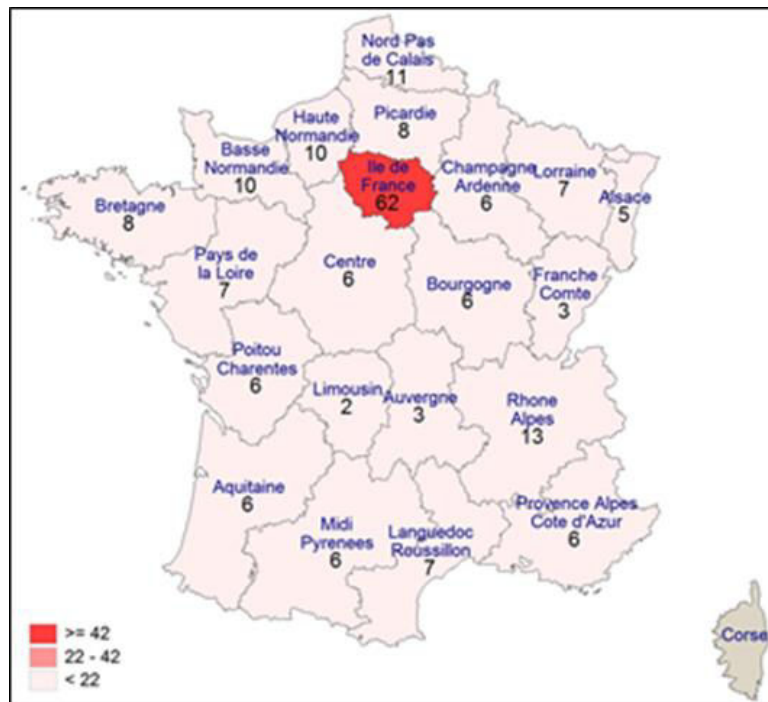 Nord Pas
de Calais
11
Picardie
8
Haute
Normandie
10
Basse
Normandie
10
Ile de
France
62
Champagne
Ardenne
6
Lorraine
7
Alsace
5
Bretagne
8
Pays de
la Loire
7
Centre
6
Bourgogne
6
Franche
Comte
3
Poitou
Charentes
6
Limousin
2
Auvergne
3
Rhone
Alpes
13
Aquitaine
6
Midi
Pyrenees
6
Languedoc
Roussillon
7
Provence Alpes
Cote d'Azur
6
Corse
>= 42
22 - 42
< 22